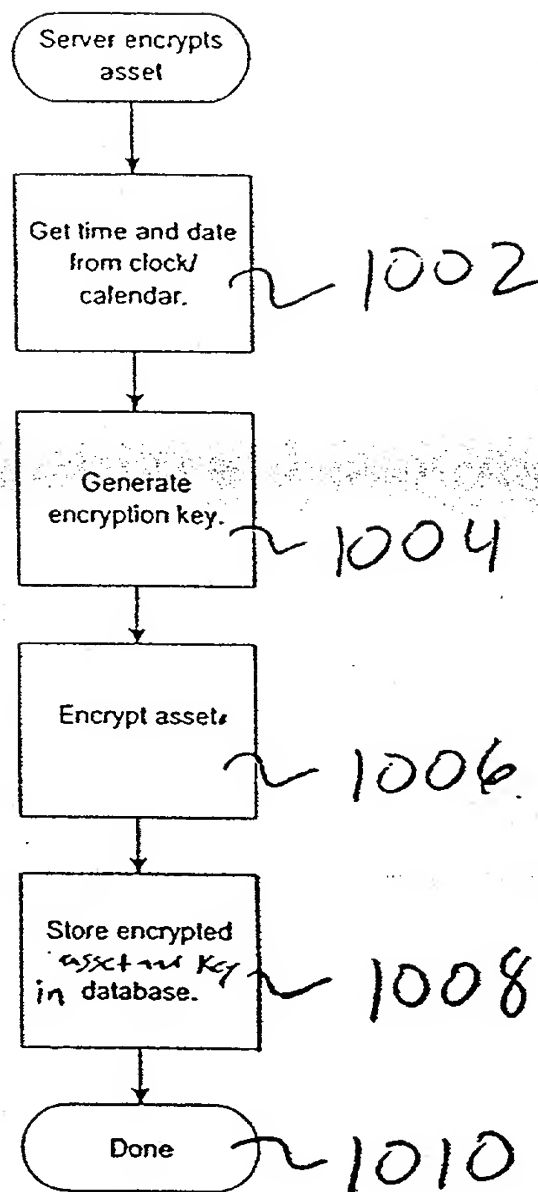 Server encrypts
asset
Get time and date
from clock/
calendar.
1002
Generate
encryption key.
1004
Encrypt asset.
1006
Store encrypted
asset and Key
in database.
1008
Done
1010